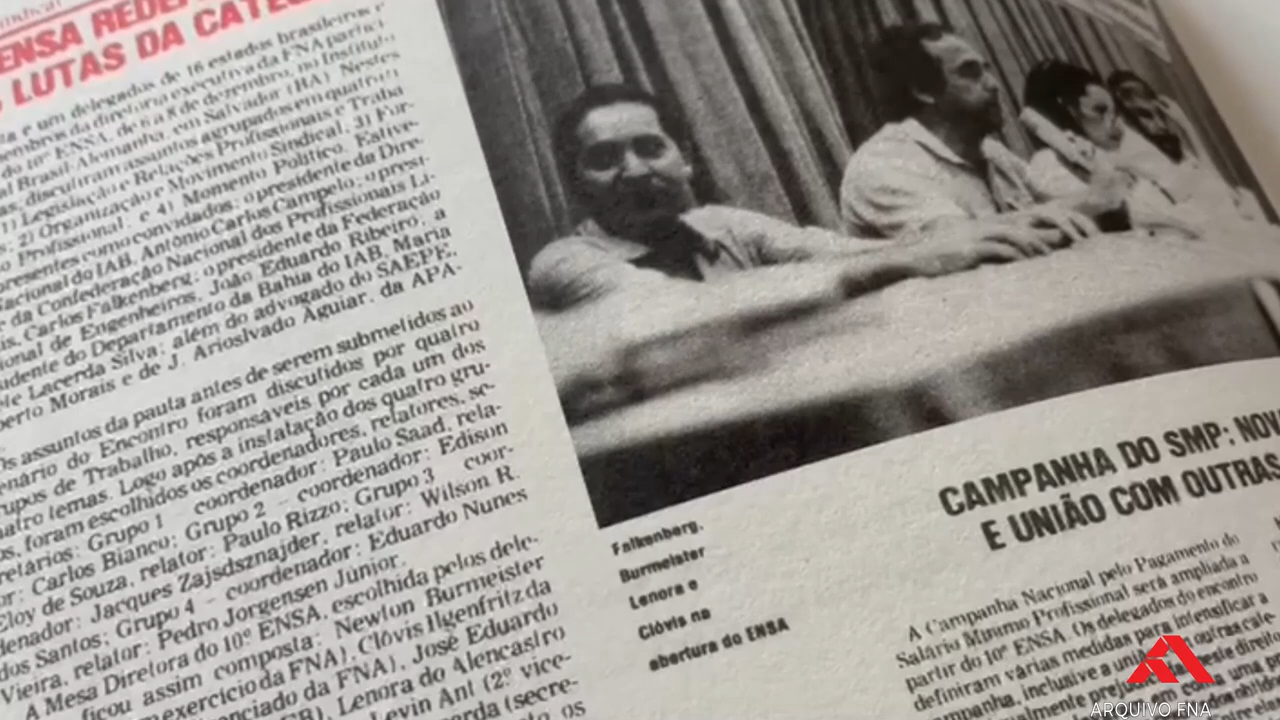 LUTAS DA CATEG
e um delegados de 16 estados brasileiros e
membros da diretoria executiva da FNA partici
do 10º ENSA, de 6 a 8 de dezembro, no Instituto
Brasil Alemanha, em Salvador (BA). Nestes
discutiram assuntos agrupados em quatro
1) Legislação e Relações Profissionais e Traba
2) Organização e Movimento Sindical, 3) For-
Profissional, e 4) Momento Político. Estive-
presentes como convidados: o presidente da Dire-
Nacional do IAB, Antônio Carlos Campelo; o presi-
da Confederação Nacional dos Profissionais Li-
Carlos Falkenberg; o presidente da Federação
de Engenheiros, João Eduardo Ribeiro, a
do Departamento da Bahia do IAB, Maria
Lacerda Silva; além do advogado do SAEPE,
Morais e de J. Arioslvado Aguiar, da APA-
Os assuntos da pauta antes de serem submetidos ao
do Encontro foram discutidos por quatro
de Trabalho, responsáveis por cada um dos
temas. Logo após a instalação dos quatro gru-
foram escolhidos os coordenadores, relatores, se-
Grupo 1 – coordenador: Paulo Saad, rela-
Carlos Bianco; Grupo 2 – coordenador: Edison
Eloy de Souza, relator: Paulo Rizzo; Grupo 3 – coor-
denador: Jacques Zajsdsznajder, relator: Wilson R.
dos Santos; Grupo 4 – coordenador: Eduardo Nunes
Vieira, relator: Pedro Jorgensen Júnior.
A Mesa Diretora do 10º ENSA, escolhida pelos dele-
ficou assim composta: Newton Burmeister
exercício da FNA), Clóvis Ilgenfritz da
da FNA), José Eduardo
Lenora do Alencastro
Levin Ant (2º vice-
(secre-
os
Falkenberg,
Burmeister
Lenora e
Clóvis na
abertura do ENSA
CAMPANHA DO SMP: NOV
E UNIÃO COM OUTRAS
A Campanha Nacional pelo Pagamento do
Salário Mínimo Profissional será ampliada a
partir do 10º ENSA. Os delegados do encontro
definiram várias medidas para intensificar a
inclusive a
deste direito
em
ARQUIVO FNA